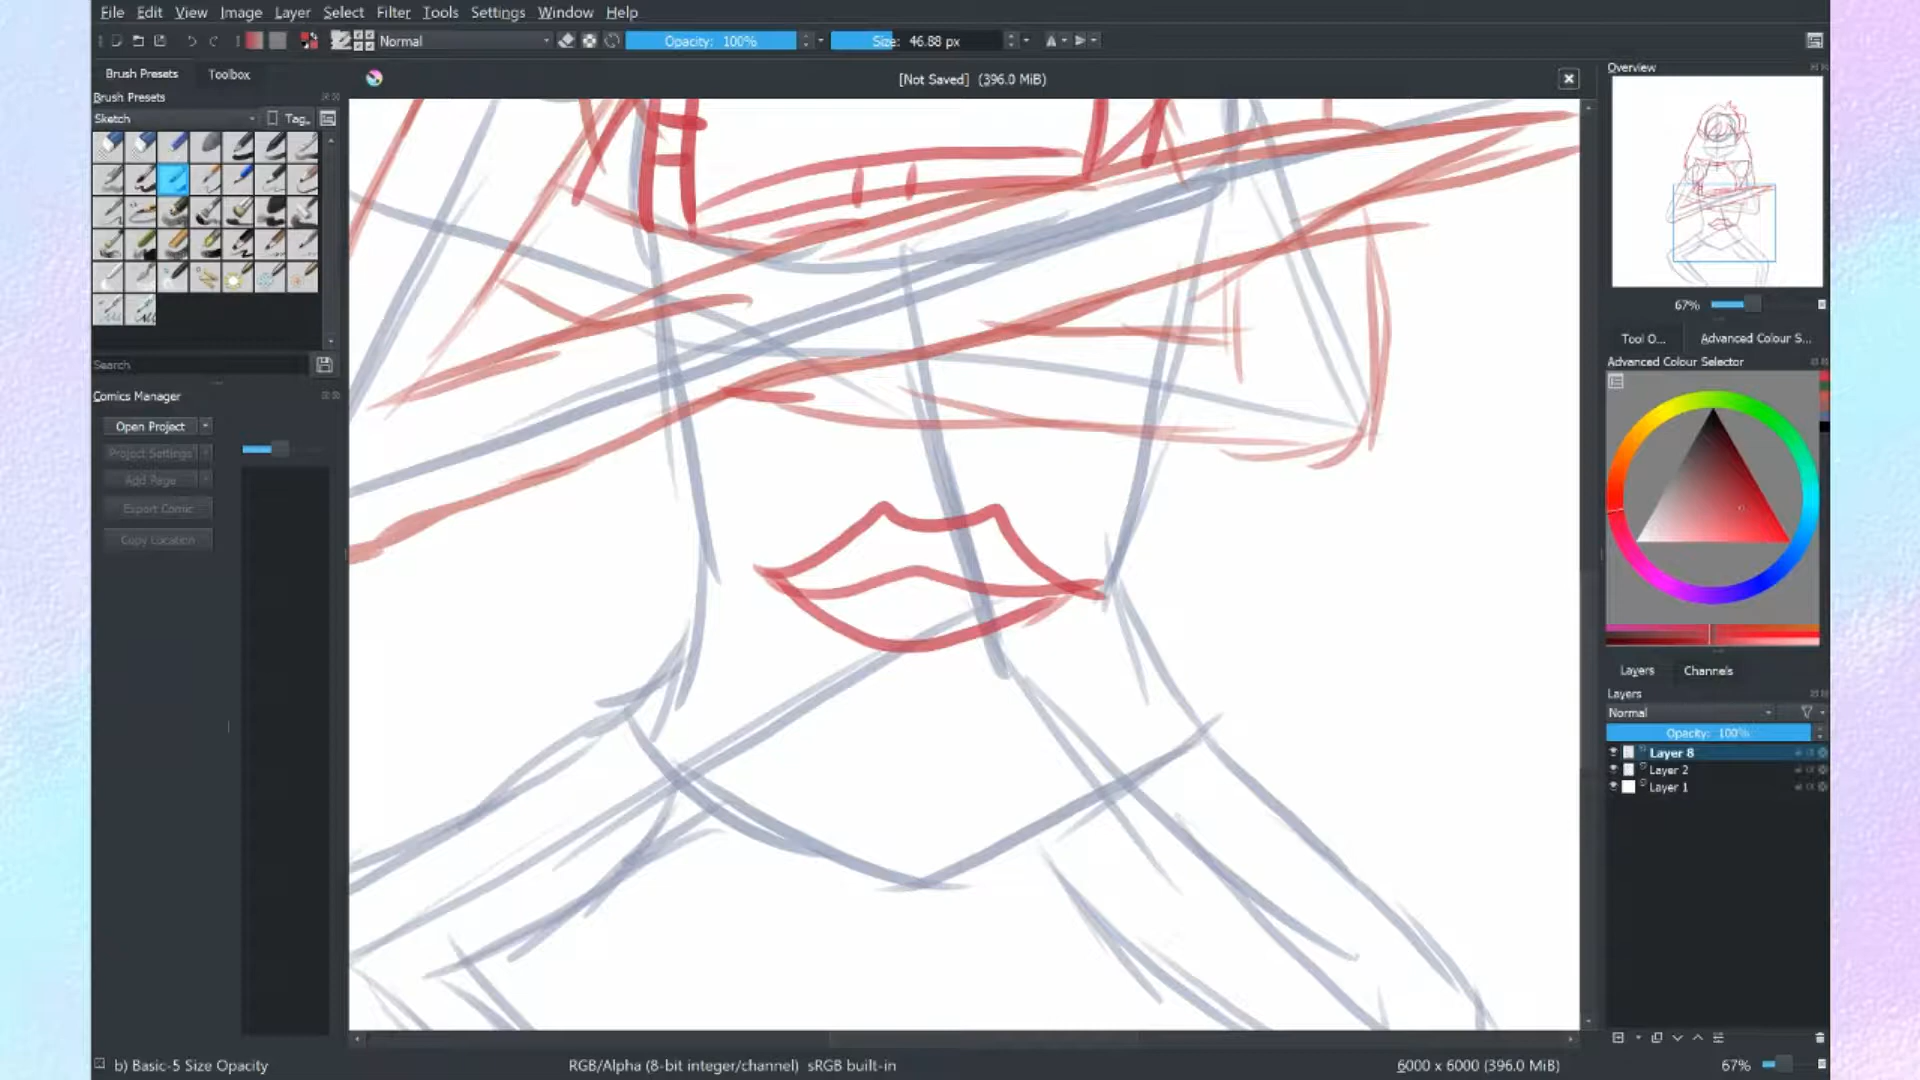 File Edit View Image Layer Select Filter Tools Settings Window Help
Normal Opacity: 100% Size: 46.88 px
Brush Presets Toolbox
[Not Saved] (396.0 MiB)
Overview
Brush Presets
Sketch Tag..
67%
Tool O... Advanced Colour S...
Advanced Colour Selector
Search
Comics Manager
Open Project
Project Settings
Add Page
Export Comic
Copy Location
Layers Channels
Layers
Normal
Opacity: 100%
Layer 8
Layer 2
Layer 1
b) Basic-5 Size Opacity RGB/Alpha (8-bit integer/channel) sRGB built-in 6000 x 6000 (396.0 MiB) 67%